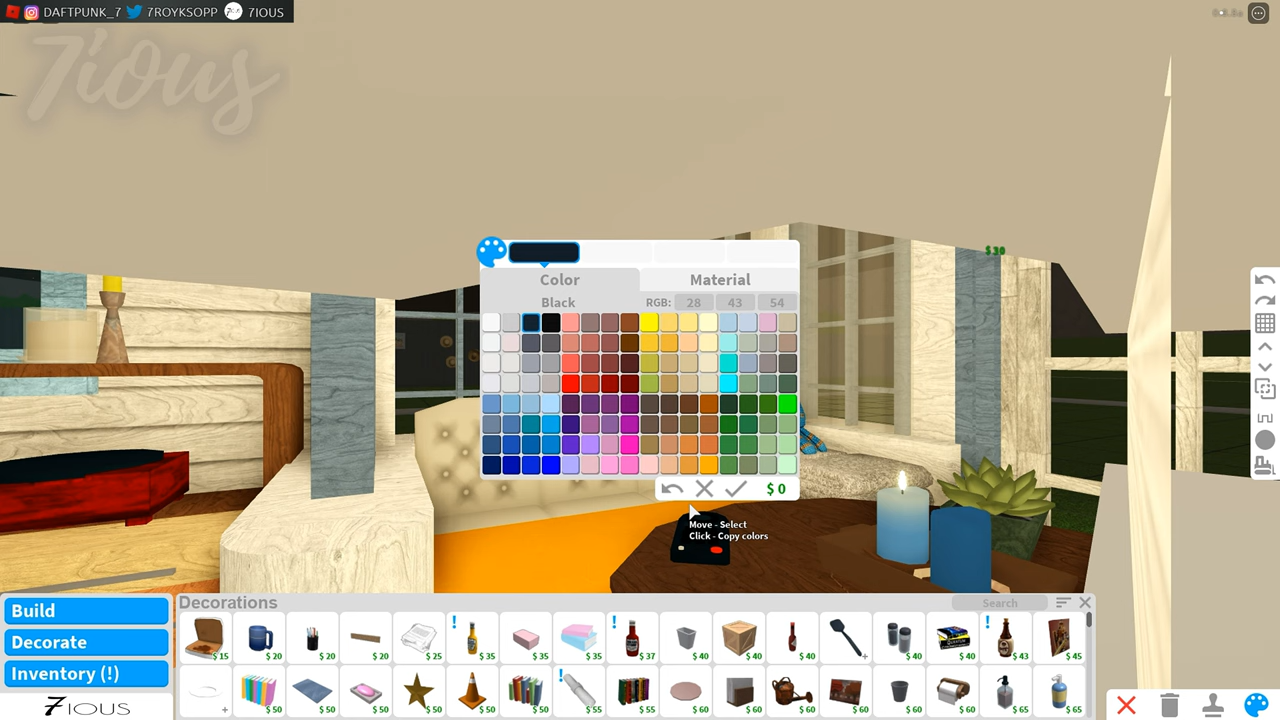 DAFTPUNK_7 7ROYKSOPP 7IOUS
7ious
$30
Color Material
Black RGB: 28 43 54
$ 0
Move - Select
Click - Copy colors
Build
Decorate
Inventory (!)
7IOUS
Decorations Search
$ 15 $ 20 $ 20 $ 20 $ 25 ! $ 35 $ 35 $ 35 ! $ 37 $ 40 $ 40 $ 40 + $ 40 $ 40 ! $ 43 $ 45
+ $ 50 $ 50 $ 50 $ 50 $ 50 $ 50 ! $ 55 $ 55 $ 60 $ 60 $ 60 $ 60 $ 60 $ 60 $ 65 $ 65